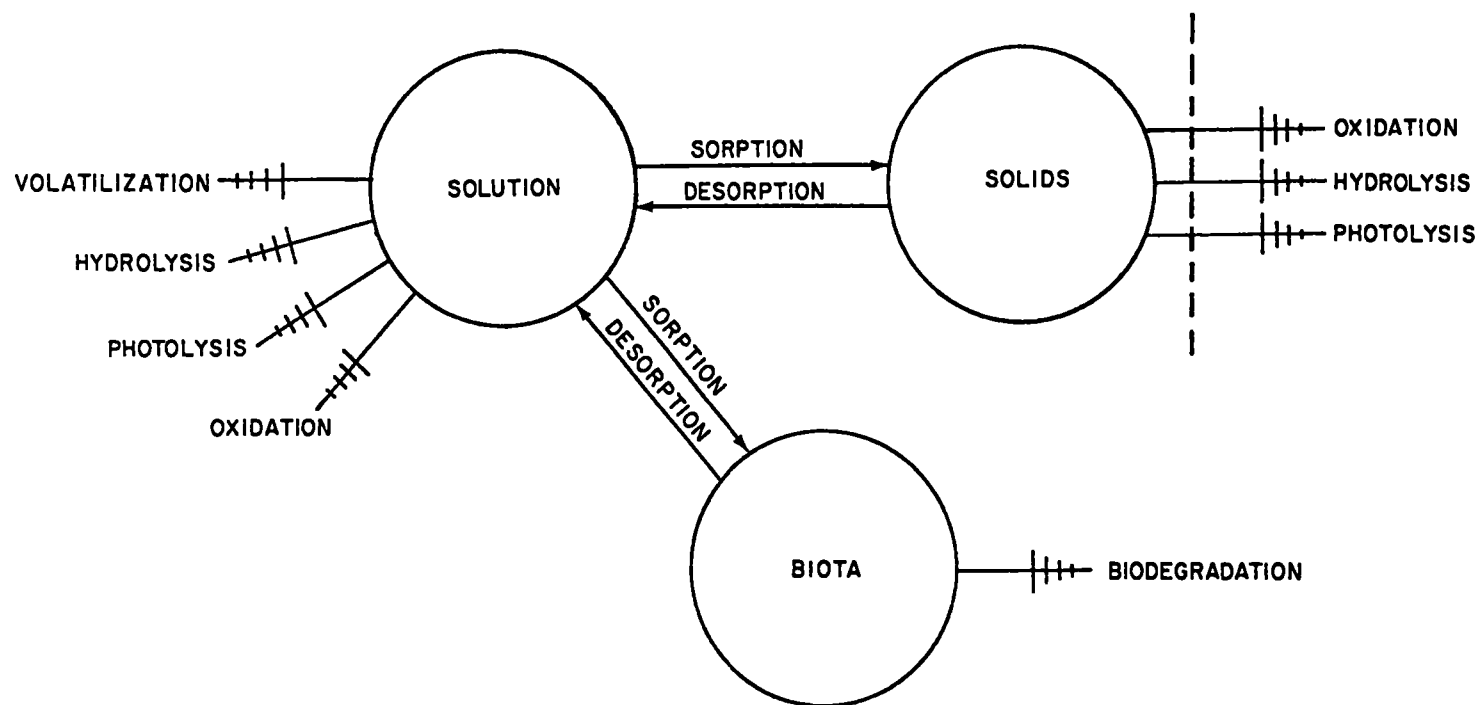 SORPTION
OXIDATION
VOLATILIZATION
SOLUTION
DESORPTION
SOLIDS
HYDROLYSIS
HYDROLYSIS
PHOTOLYSIS
PHOTOLYSIS
SORPTION
DESORPTION
OXIDATION
BIOTA
BIODEGRADATION